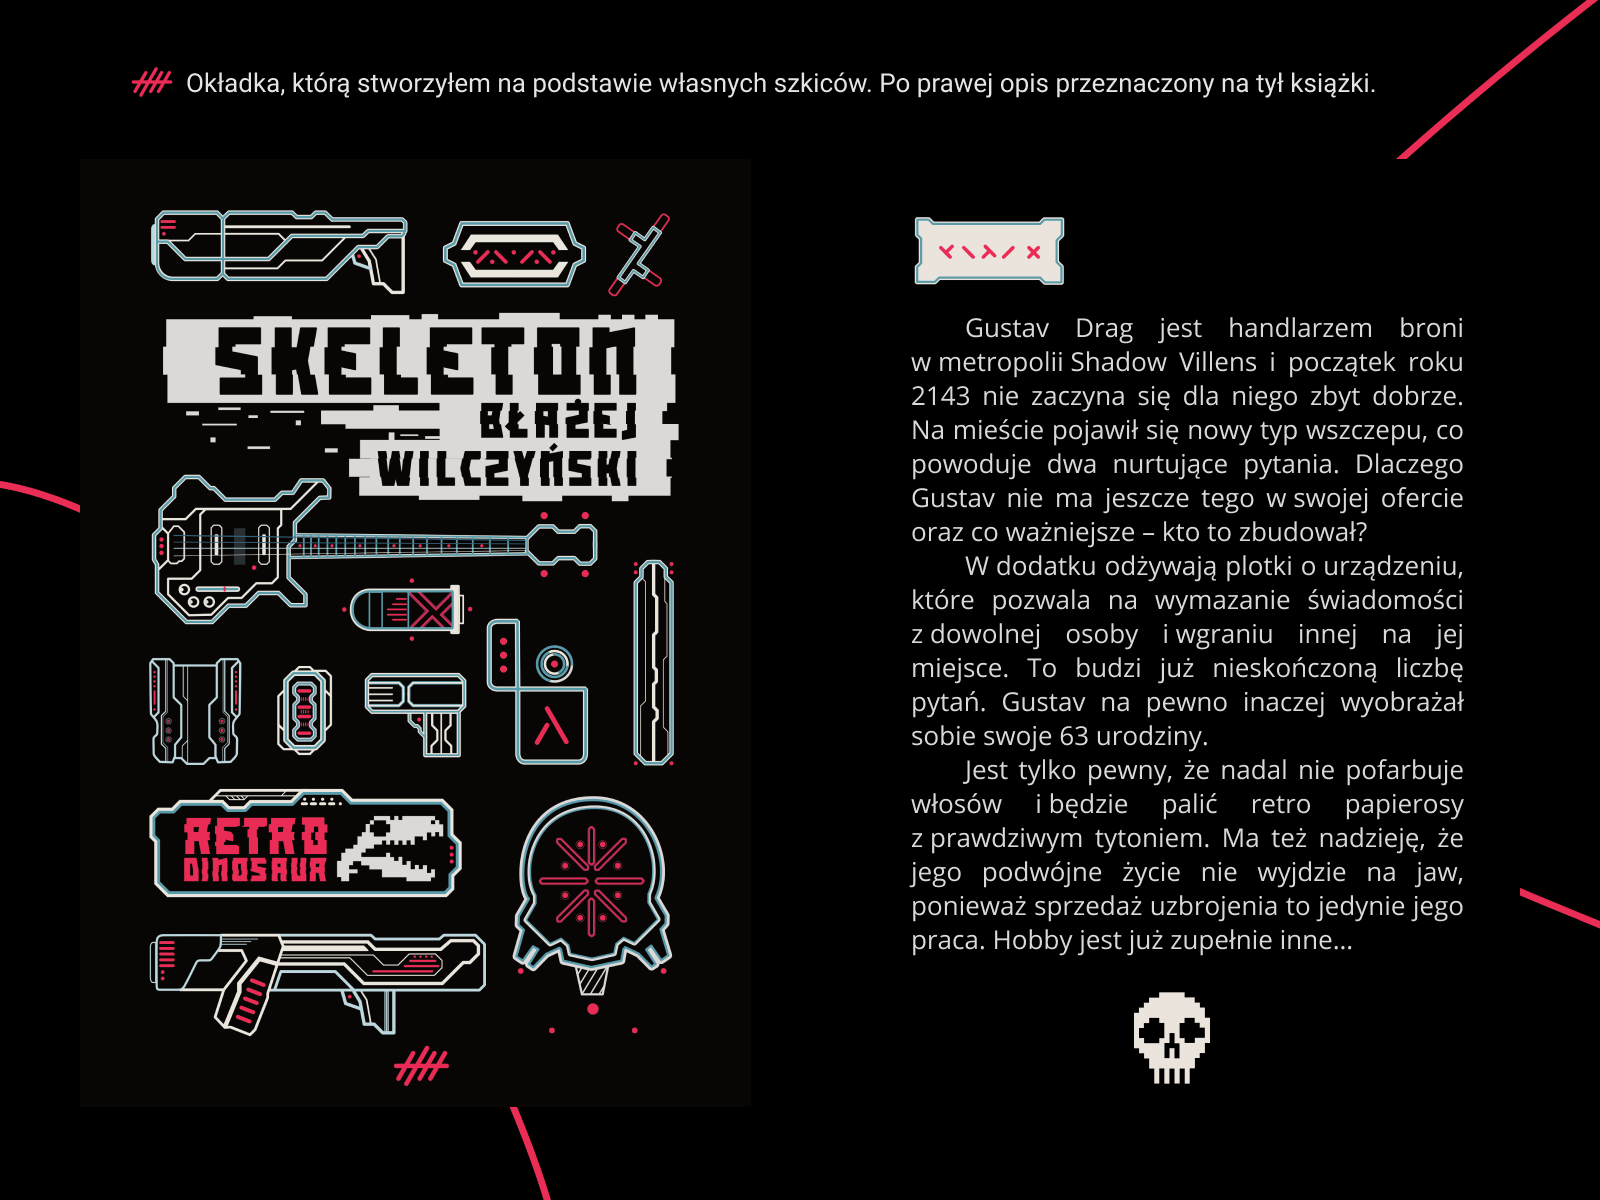 Okładka, którą stworzyłem na podstawie własnych szkiców. Po prawej opis przeznaczony na tył książki.
SKELETOŃ
BŁAŻEJ
WILCZYŃSKI
RETRO
DINOSAUR
Gustav Drag jest handlarzem broni
w metropolii Shadow Villens i początek roku
2143 nie zaczyna się dla niego zbyt dobrze.
Na mieście pojawił się nowy typ wszczepu, co
powoduje dwa nurtujące pytania. Dlaczego
Gustav nie ma jeszcze tego w swojej ofercie
oraz co ważniejsze – kto to zbudował?
W dodatku odżywają plotki o urządzeniu,
które pozwala na wymazanie świadomości
z dowolnej osoby i wgraniu innej na jej
miejsce. To budzi już nieskończoną liczbę
pytań. Gustav na pewno inaczej wyobrażał
sobie swoje 63 urodziny.
Jest tylko pewny, że nadal nie pofarbuje
włosów i będzie palić retro papierosy
z prawdziwym tytoniem. Ma też nadzieję, że
jego podwójne życie nie wyjdzie na jaw,
ponieważ sprzedaż uzbrojenia to jedynie jego
praca. Hobby jest już zupełnie inne...